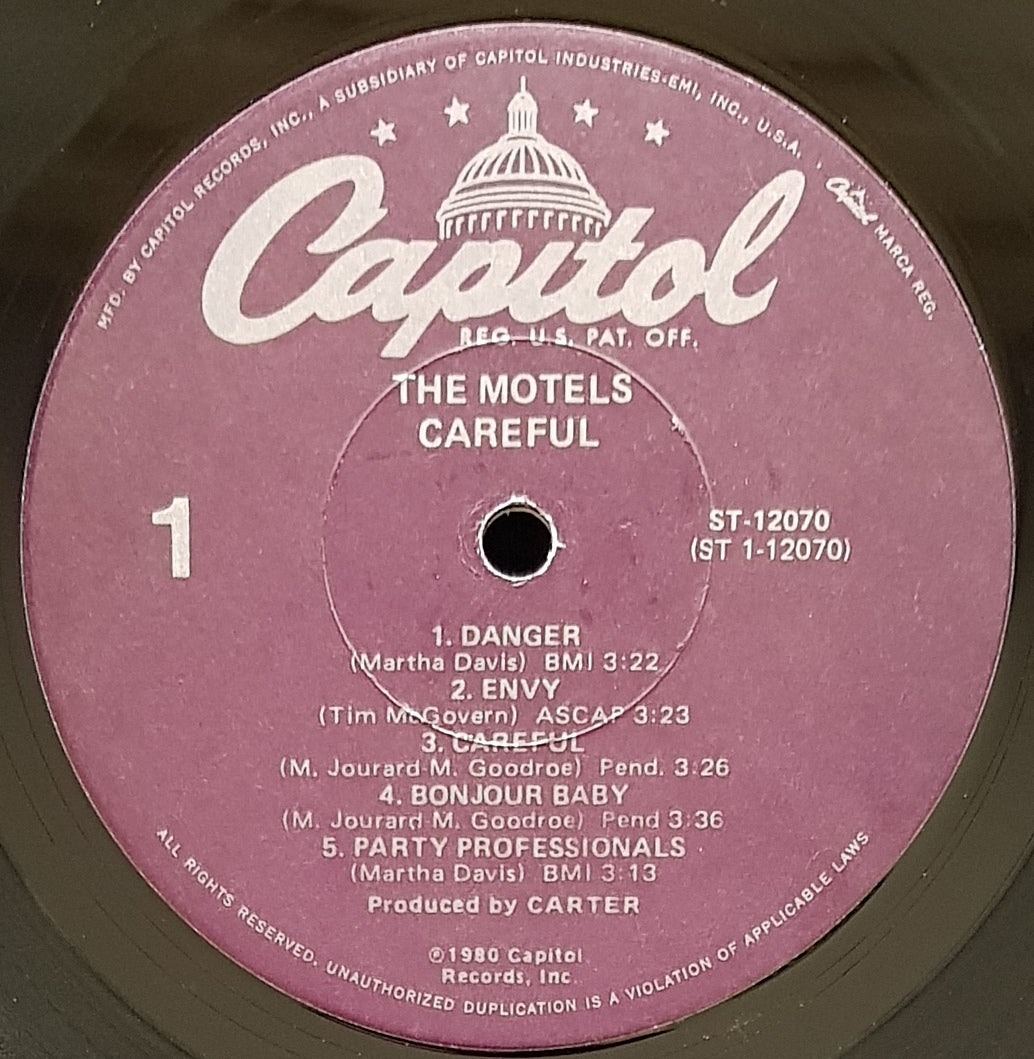 MFD. BY CAPITOL RECORDS, INC., A SUBSIDIARY OF CAPITOL INDUSTRIES-EMI, INC., U.S.A. . Capitol MARCA REG.
Capitol
REG. U.S. PAT. OFF.
THE MOTELS
CAREFUL
1
ST-12070
(ST 1-12070)
1. DANGER
(Martha Davis) BMI 3:22
2. ENVY
(Tim McGovern) ASCAP 3:23
3. CAREFUL
(M. Jourard-M. Goodroe) Pend. 3:26
4. BONJOUR BABY
(M. Jourard-M. Goodroe) Pend 3:36
5. PARTY PROFESSIONALS
(Martha Davis) BMI 3:13
Produced by CARTER
℗1980 Capitol
Records, Inc.
ALL RIGHTS RESERVED. UNAUTHORIZED DUPLICATION IS A VIOLATION OF APPLICABLE LAWS